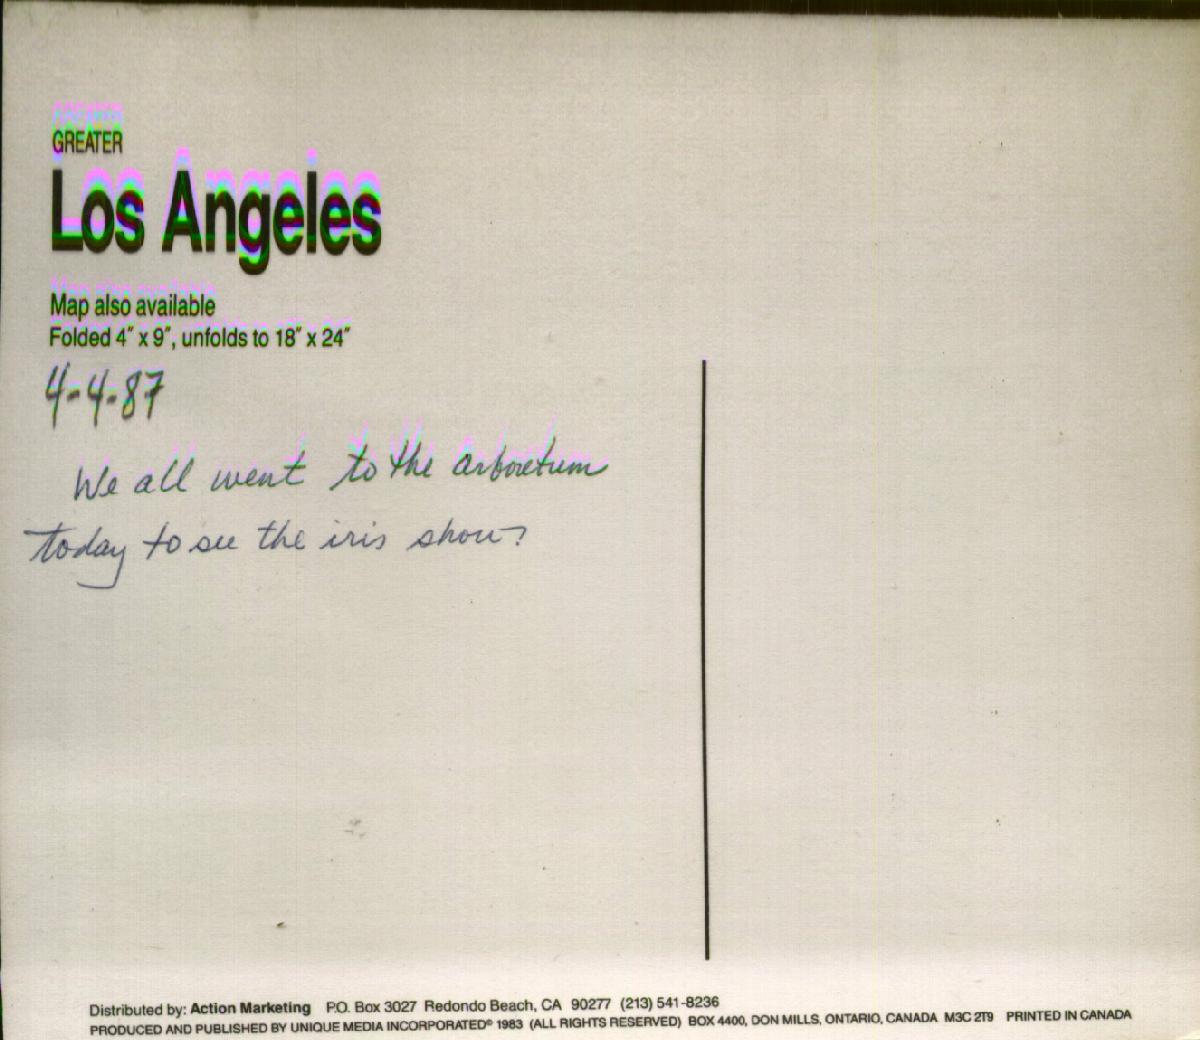 GREATER
Los Angeles
Map also available
Folded 4" x 9", unfolds to 18" x 24"
4-4-87
We all went to the arboretum
today to see the iris show.
Distributed by: Action Marketing P.O. Box 3027 Redondo Beach, CA 90277 (213) 541-8236
PRODUCED AND PUBLISHED BY UNIQUE MEDIA INCORPORATED© 1983 (ALL RIGHTS RESERVED) BOX 4400, DON MILLS, ONTARIO, CANADA M3C 2T9 PRINTED IN CANADA